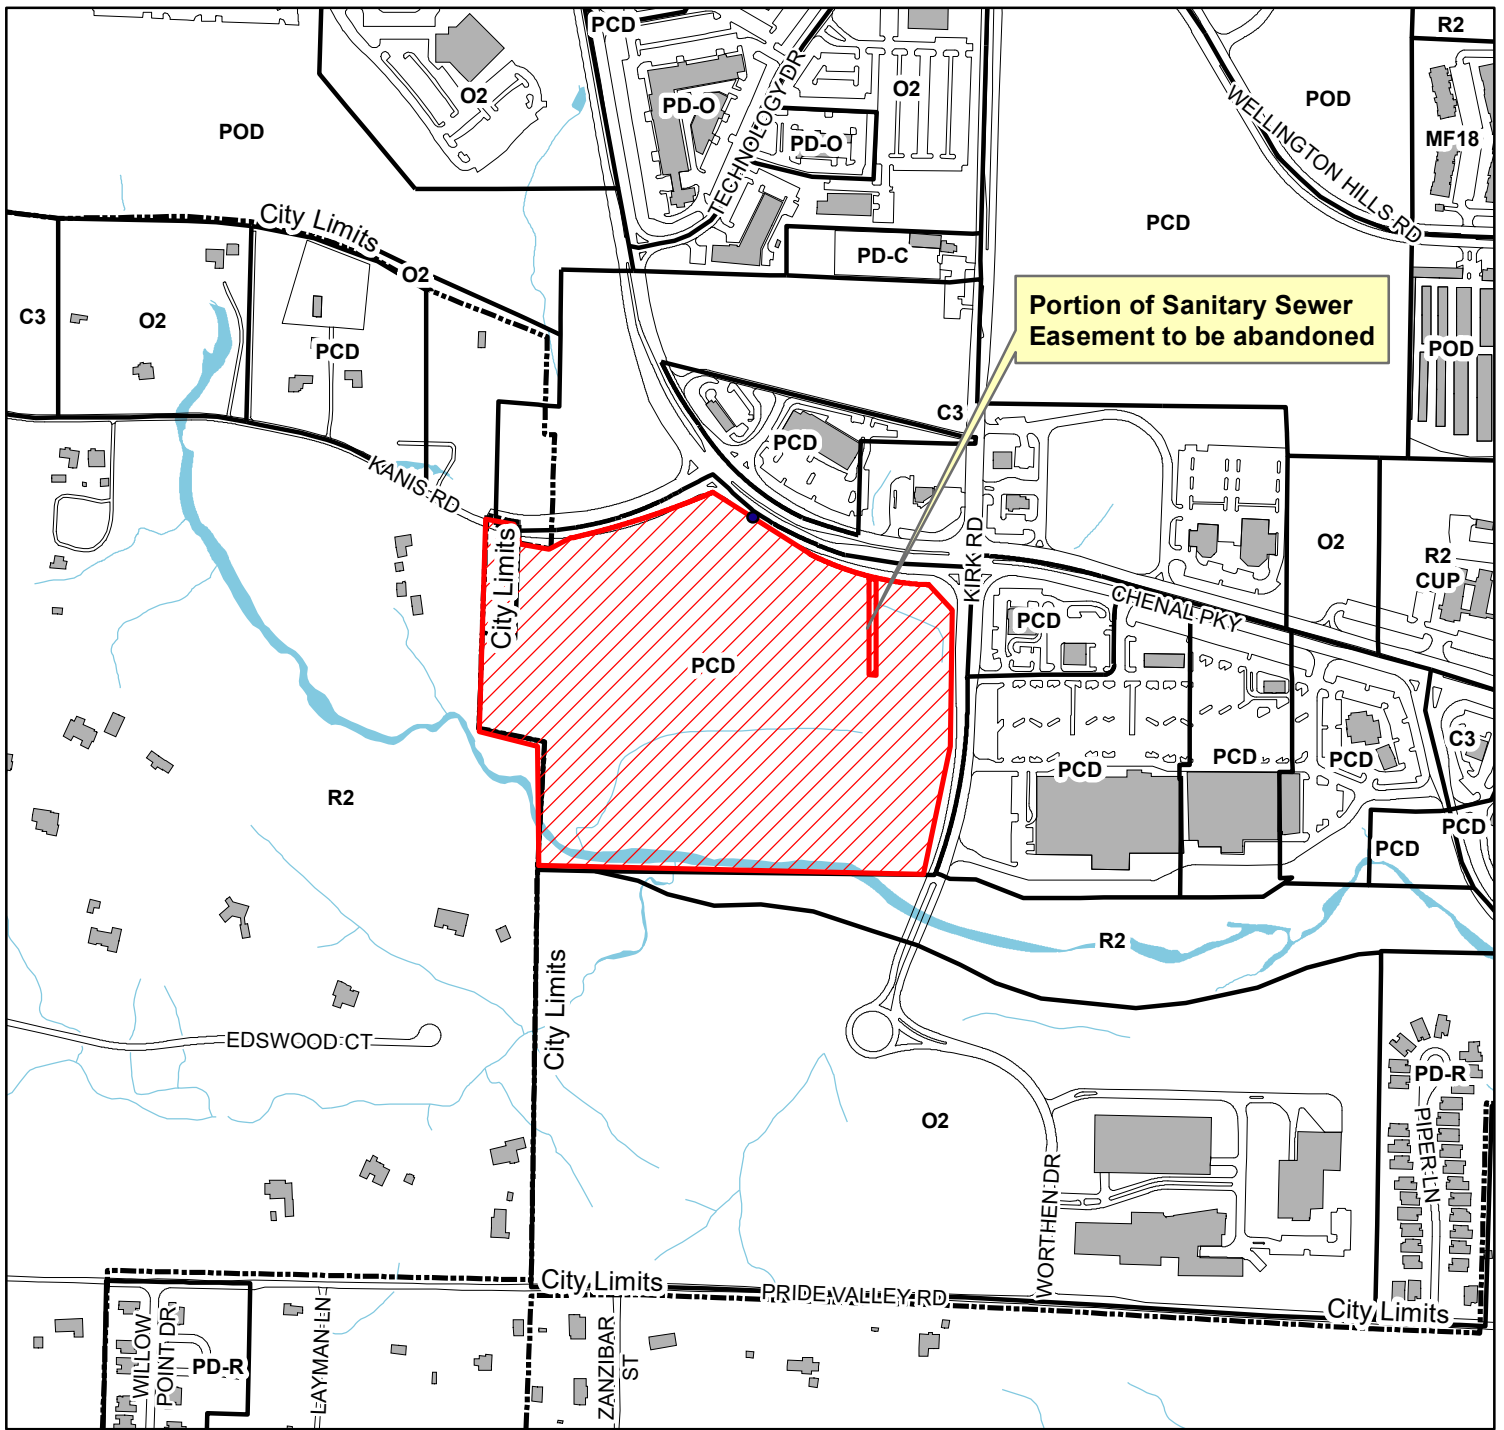 PCD
R2
O2
PD-O
TECHNOLOGY DR
O2
POD
POD
PD-O
WELLINGTON HILLS RD
MF18
City Limits
PCD
PD-C
O2
C3
O2
PCD
Portion of Sanitary Sewer
Easement to be abandoned
POD
C3
PCD
KANIS RD
City Limits
KIRK RD
O2
R2
CUP
CHENAL PKY
PCD
PCD
R2
PCD
PCD
PCD
C3
PCD
PCD
R2
City Limits
EDSWOOD CT
O2
PD-R
PIPER LN
WORTHEN DR
City Limits
PRIDE VALLEY RD
City Limits
WILLOW
POINT DR
PD-R
LAYMAN LN
ZANZIBAR
ST